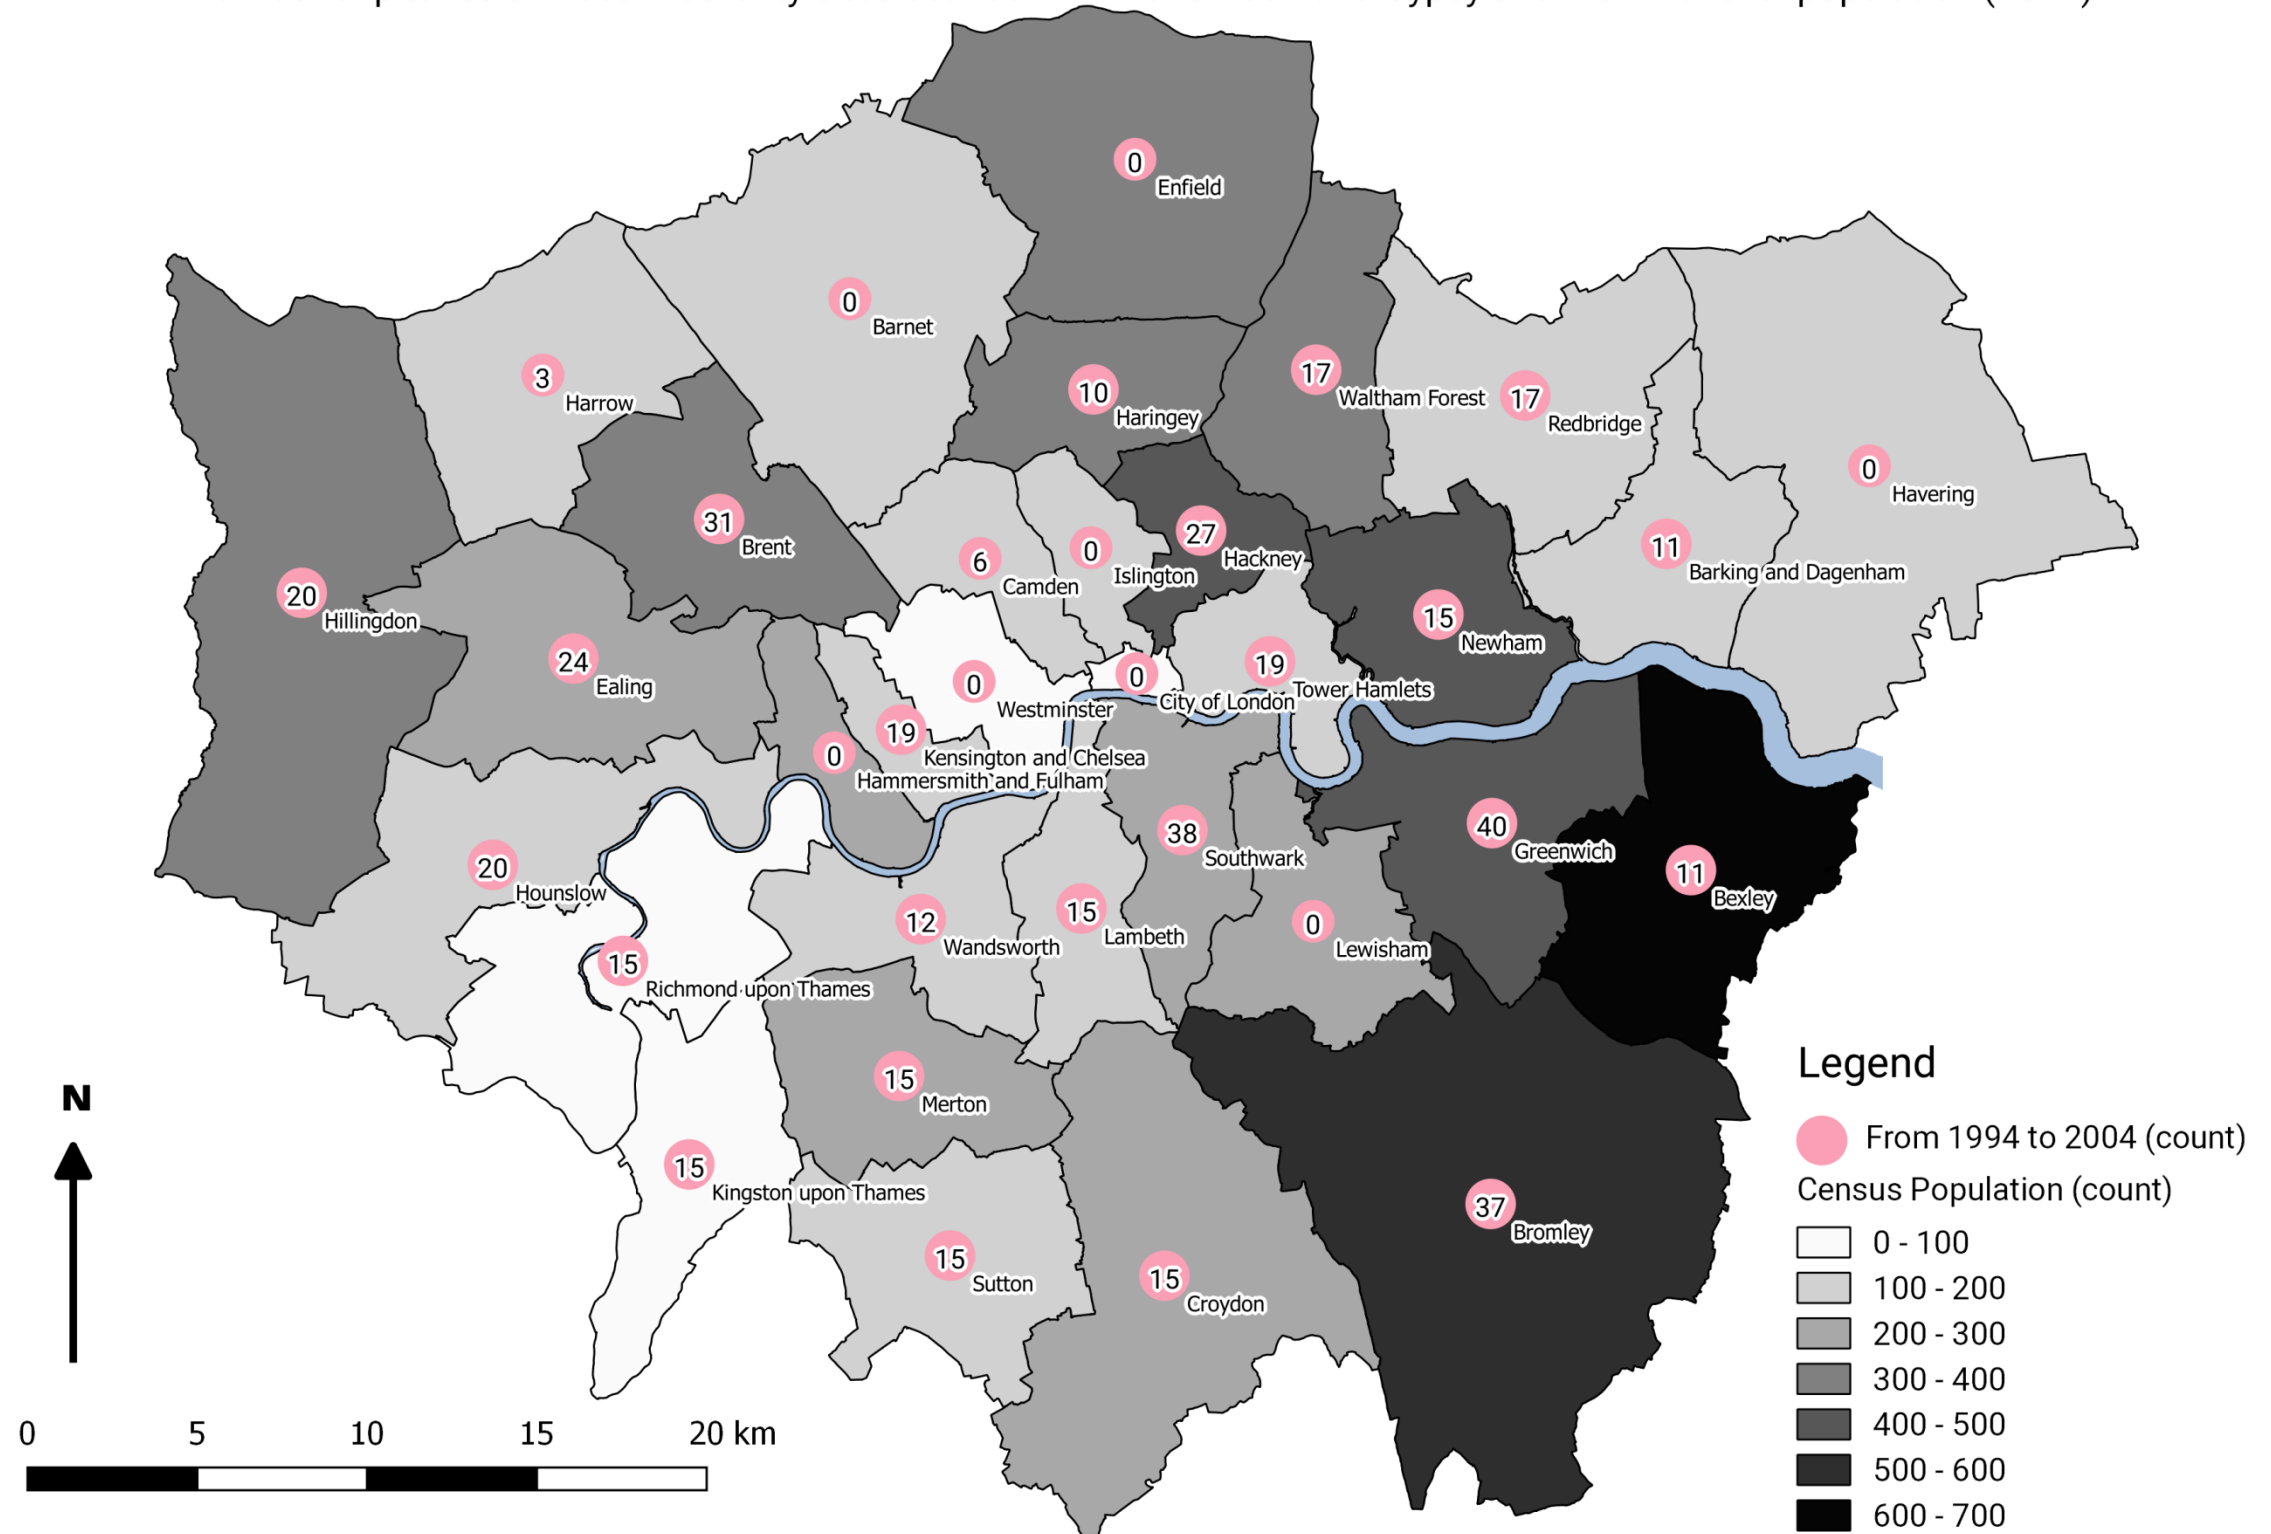 0
Enfield
0
Barnet
3
Harrow
10
Haringey
17
Waltham Forest
17
Redbridge
0
Havering
31
Brent
6
Camden
0
Islington
27
Hackney
11
Barking and Dagenham
20
Hillingdon
24
Ealing
15
Newham
0
Westminster
0
City of London
19
Tower Hamlets
19
Kensington and Chelsea
0
Hammersmith and Fulham
38
Southwark
40
Greenwich
11
Bexley
20
Hounslow
12
Wandsworth
15
Lambeth
0
Lewisham
15
Richmond upon Thames
15
Merton
15
Kingston upon Thames
15
Sutton
15
Croydon
37
Bromley
N
0 5 10 15 20 km
Legend
From 1994 to 2004 (count)
Census Population (count)
0 - 100
100 - 200
200 - 300
300 - 400
400 - 500
500 - 600
600 - 700